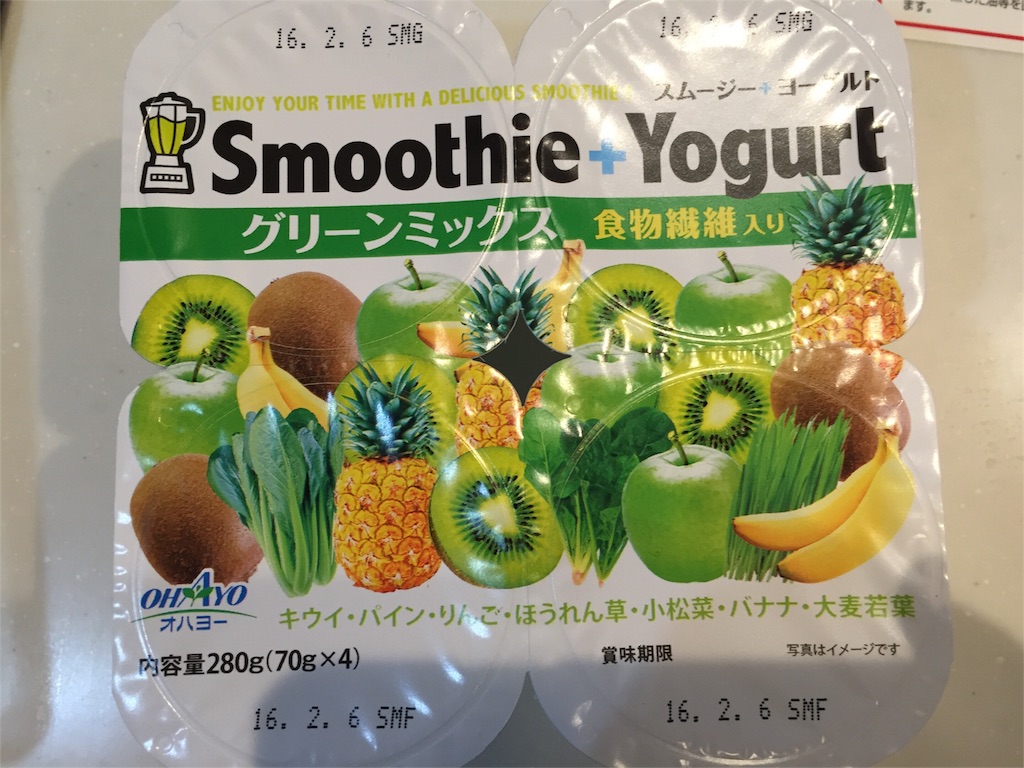 16. 2. 6 SMG
16. 2. 6 SMG
ENJOY YOUR TIME WITH A DELICIOUS SMOOTHIE
スムージー+ヨーグルト
Smoothie+Yogurt
グリーンミックス 食物繊維入り
OHAYO
オハヨー
キウイ・パイン・りんご・ほうれん草・小松菜・バナナ・大麦若葉
内容量280g(70g×4)
賞味期限
写真はイメージです
16. 2. 6 SMF
16. 2. 6 SMF
ます。